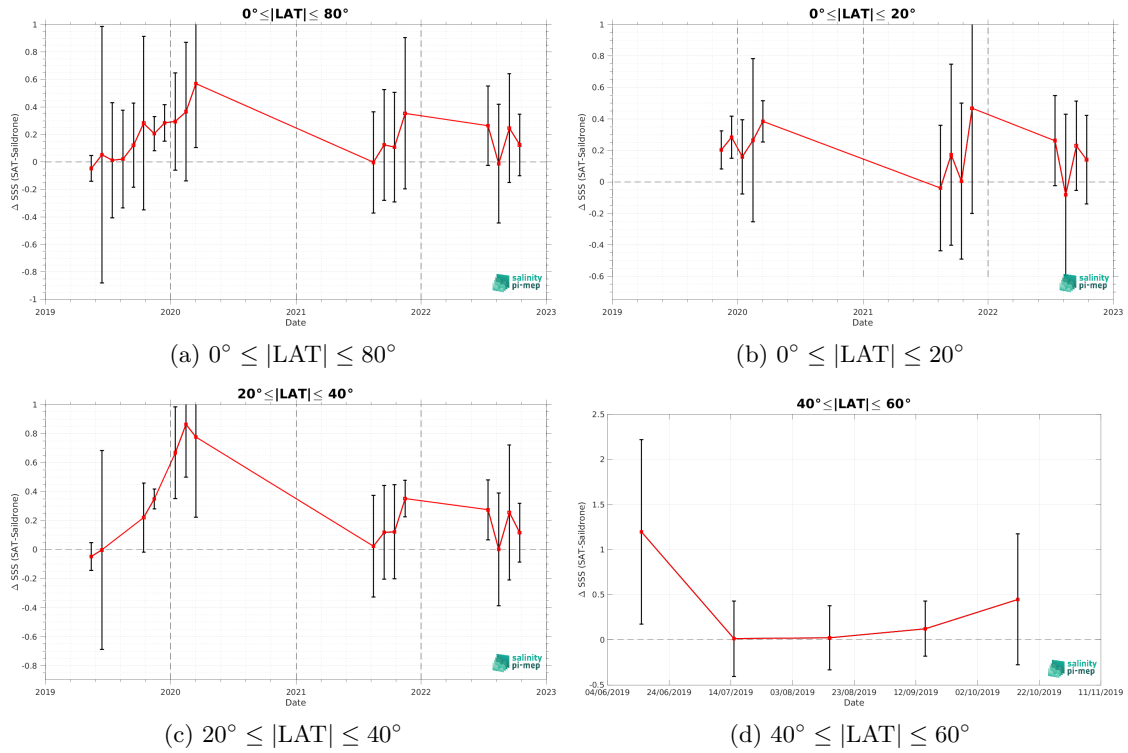 0°≤|LAT|≤ 80°
1
0.8
0.6
0.4
0.2
0
-0.2
-0.4
-0.6
-0.8
-1
Δ SSS (SAT-Saildrone)
2019
2020
2021
2022
2023
Date
salinity
pi-mep
(a) 0° ≤ |LAT| ≤ 80°
0°≤|LAT|≤ 20°
1
0.8
0.6
0.4
0.2
0
-0.2
-0.4
-0.6
Δ SSS (SAT-Saildrone)
2019
2020
2021
2022
2023
Date
salinity
pi-mep
(b) 0° ≤ |LAT| ≤ 20°
20°≤|LAT|≤ 40°
1
0.8
0.6
0.4
0.2
0
-0.2
-0.4
-0.6
-0.8
Δ SSS (SAT-Saildrone)
2019
2020
2021
2022
2023
Date
salinity
pi-mep
(c) 20° ≤ |LAT| ≤ 40°
40°≤|LAT|≤ 60°
2.5
2
1.5
1
0.5
0
-0.5
Δ SSS (SAT-Saildrone)
04/06/2019
24/06/2019
14/07/2019
03/08/2019
23/08/2019
12/09/2019
02/10/2019
22/10/2019
11/11/2019
Date
salinity
pi-mep
(d) 40° ≤ |LAT| ≤ 60°